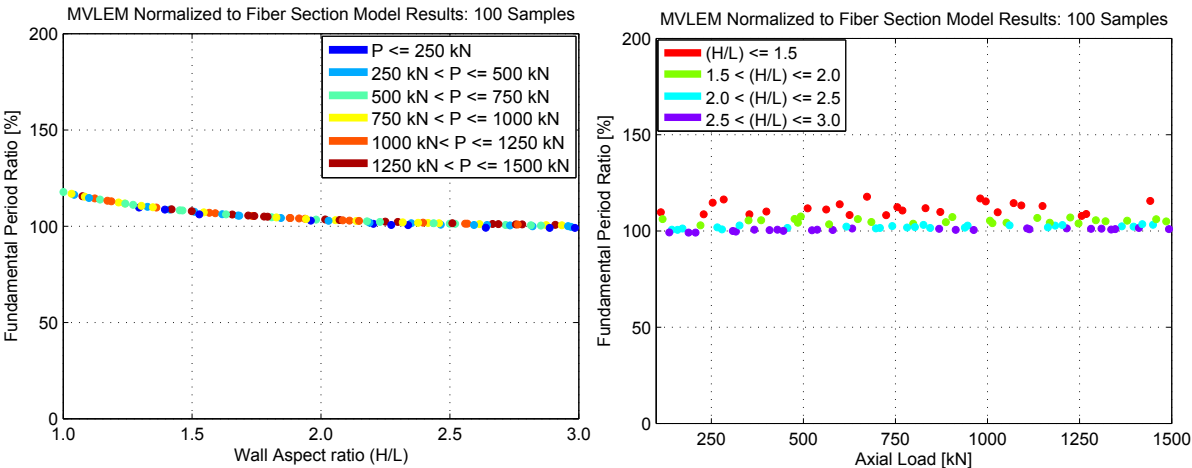 MVLEM Normalized to Fiber Section Model Results: 100 Samples
Fundamental Period Ratio [%]
200
150
100
50
0
P <= 250 kN
250 kN < P <= 500 kN
500 kN < P <= 750 kN
750 kN < P <= 1000 kN
1000 kN< P <= 1250 kN
1250 kN < P <= 1500 kN
1.0 1.5 2.0 2.5 3.0
Wall Aspect ratio (H/L)
MVLEM Normalized to Fiber Section Model Results: 100 Samples
Fundamental Period Ratio [%]
200
150
100
50
0
(H/L) <= 1.5
1.5 < (H/L) <= 2.0
2.0 < (H/L) <= 2.5
2.5 < (H/L) <= 3.0
250 500 750 1000 1250 1500
Axial Load [kN]